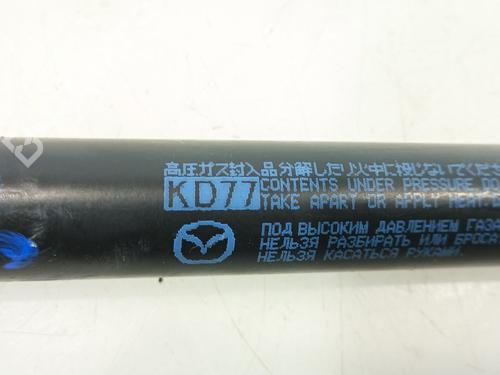 高圧ガス封入品分解したり火中に投じないでくださ
KD77
CONTENTS UNDER PRESSURE DO
TAKE APART OR APPLY HEAT.
ПОД ВЫСОКИМ ДАВЛЕНИЕМ ГАЗА
НЕЛЬЗЯ РАЗБИРАТЬ ИЛИ БРОСА
НЕЛЬЗЯ КАСАТЬСЯ РУКАМИ.